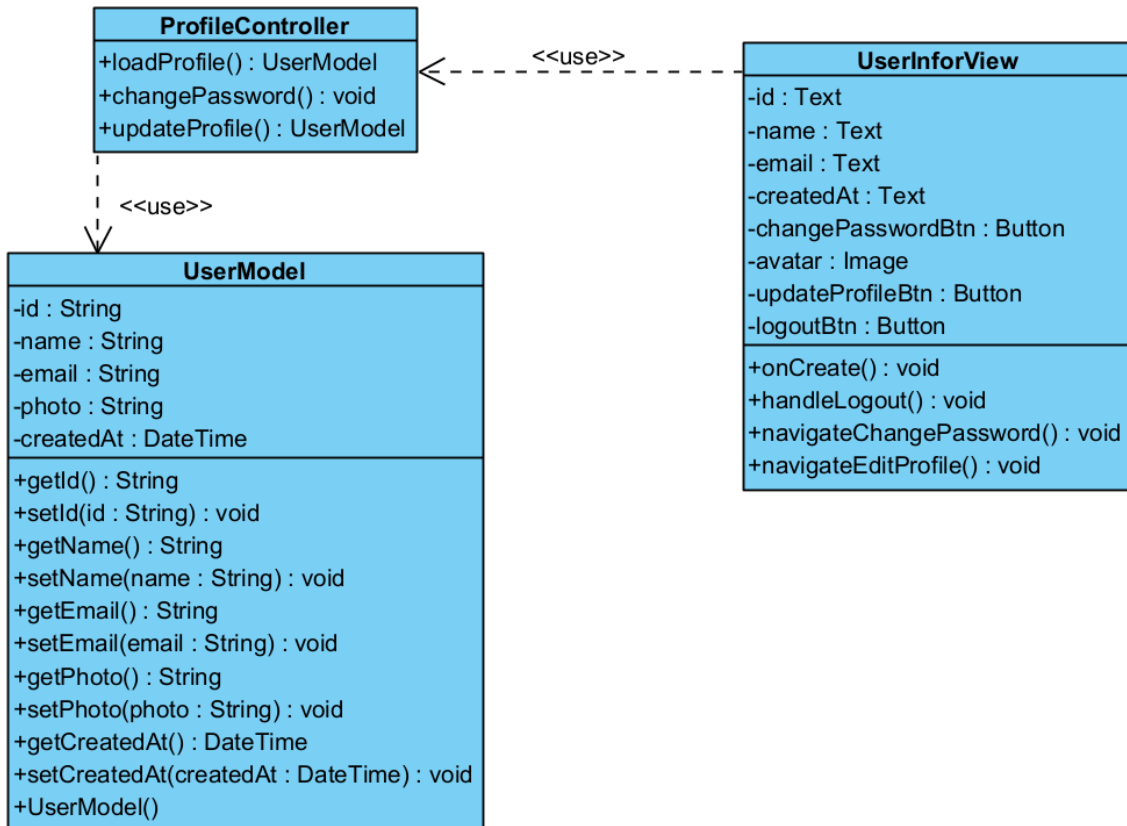 ProfileController
+loadProfile() : UserModel
+changePassword() : void
+updateProfile() : UserModel
<<use>>
UserInforView
-id : Text
-name : Text
-email : Text
-createdAt : Text
-changePasswordBtn : Button
-avatar : Image
-updateProfileBtn : Button
-logoutBtn : Button
+onCreate() : void
+handleLogout() : void
+navigateChangePassword() : void
+navigateEditProfile() : void
<<use>>
UserModel
-id : String
-name : String
-email : String
-photo : String
-createdAt : DateTime
+getId() : String
+setId(id : String) : void
+getName() : String
+setName(name : String) : void
+getEmail() : String
+setEmail(email : String) : void
+getPhoto() : String
+setPhoto(photo : String) : void
+getCreatedAt() : DateTime
+setCreatedAt(createdAt : DateTime) : void
+UserModel()